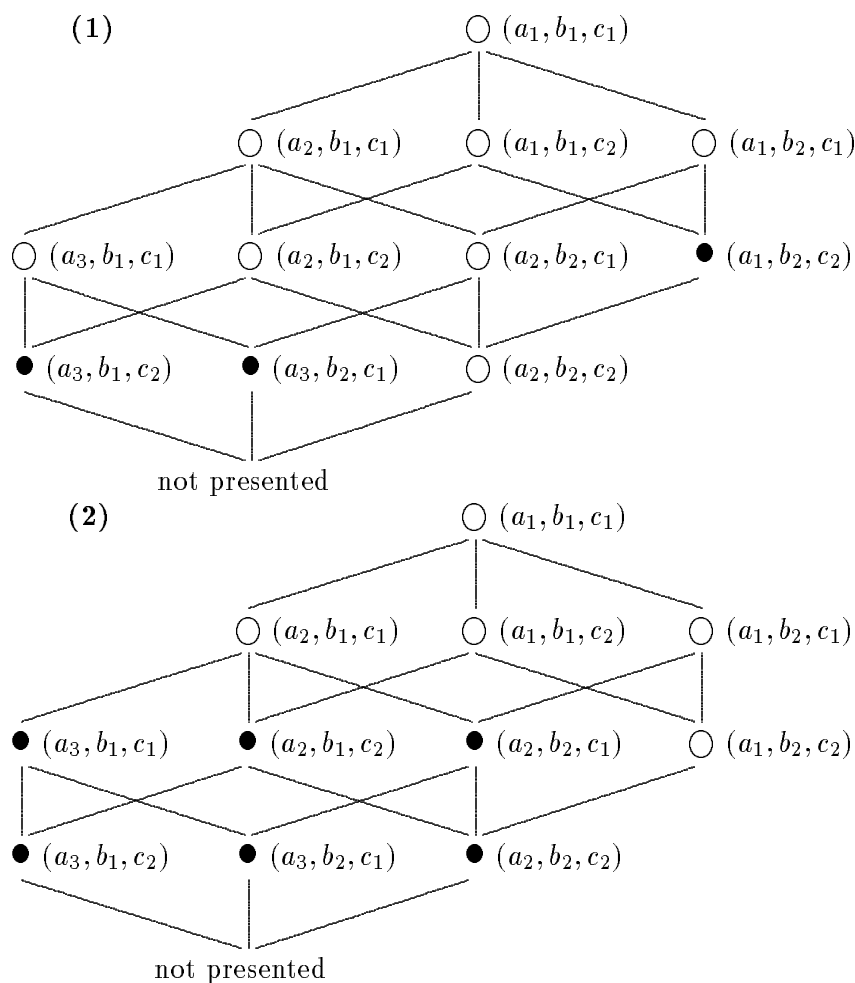 (1) (a₁, b₁, c₁)
(a₂, b₁, c₁) (a₁, b₁, c₂) (a₁, b₂, c₁)
(a₃, b₁, c₁) (a₂, b₁, c₂) (a₂, b₂, c₁) (a₁, b₂, c₂)
(a₃, b₁, c₂) (a₃, b₂, c₁) (a₂, b₂, c₂)
not presented
(2) (a₁, b₁, c₁)
(a₂, b₁, c₁) (a₁, b₁, c₂) (a₁, b₂, c₁)
(a₃, b₁, c₁) (a₂, b₁, c₂) (a₂, b₂, c₁) (a₁, b₂, c₂)
(a₃, b₁, c₂) (a₃, b₂, c₁) (a₂, b₂, c₂)
not presented